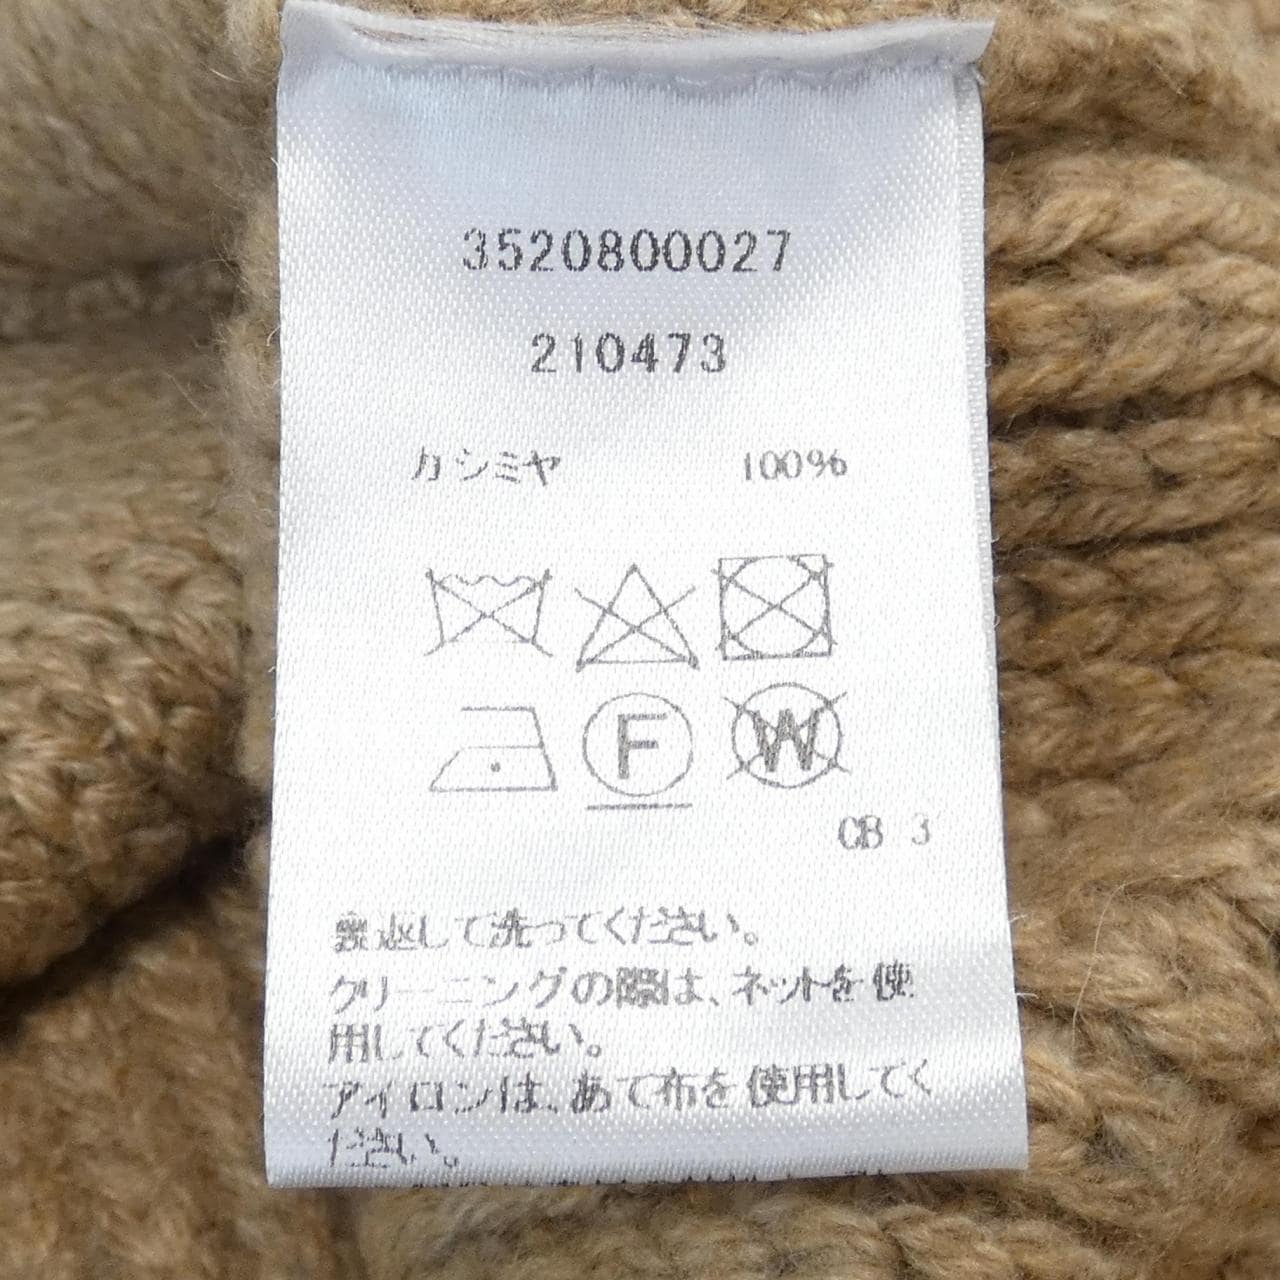 3520800027
210473
カシミヤ 100%
F W
CB 3
裏返して洗ってください。
クリーニングの際は、ネットを使
用してください。
アイロンは、あて布を使用してく
ださい。